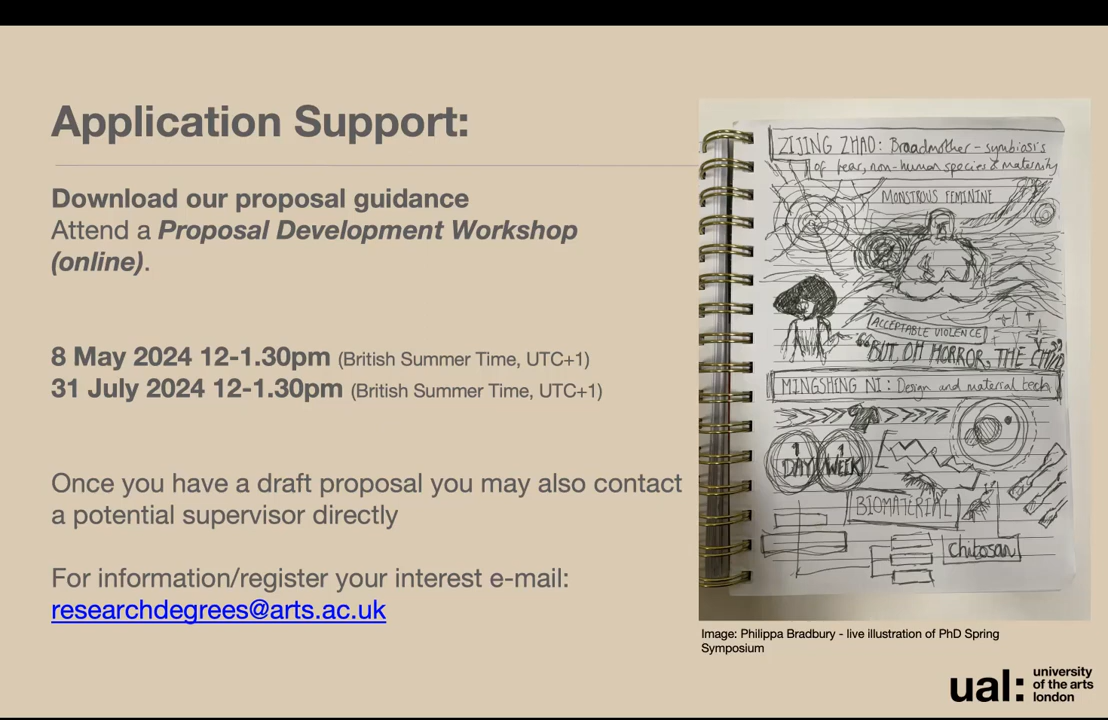 Application Support:
Download our proposal guidance
Attend a Proposal Development Workshop
(online).
8 May 2024 12-1.30pm (British Summer Time, UTC+1)
31 July 2024 12-1.30pm (British Summer Time, UTC+1)
Once you have a draft proposal you may also contact
a potential supervisor directly
For information/register your interest e-mail:
researchdegrees@arts.ac.uk
ZIJING ZHAO: Broadmother - symbiosis
of fear, non-human species & maternity
MONSTROUS FEMININE
ACCEPTABLE VIOLENCE
"BUT OH HORROR, THE CHILD"
MINGSHENG NI: Design and material tech
1 DAY 1 WEEK
BIOMATERIAL
chitosan
Image: Philippa Bradbury - live illustration of PhD Spring
Symposium
ual:
university
of the arts
london